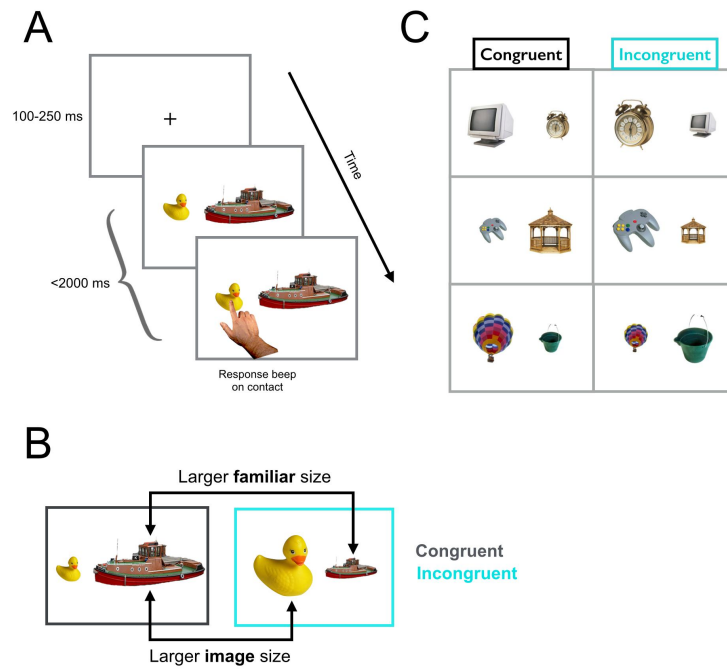 A
100-250 ms
Time
<2000 ms
Response beep
on contact
C
Congruent
Incongruent
B
Larger familiar size
Congruent
Incongruent
Larger image size